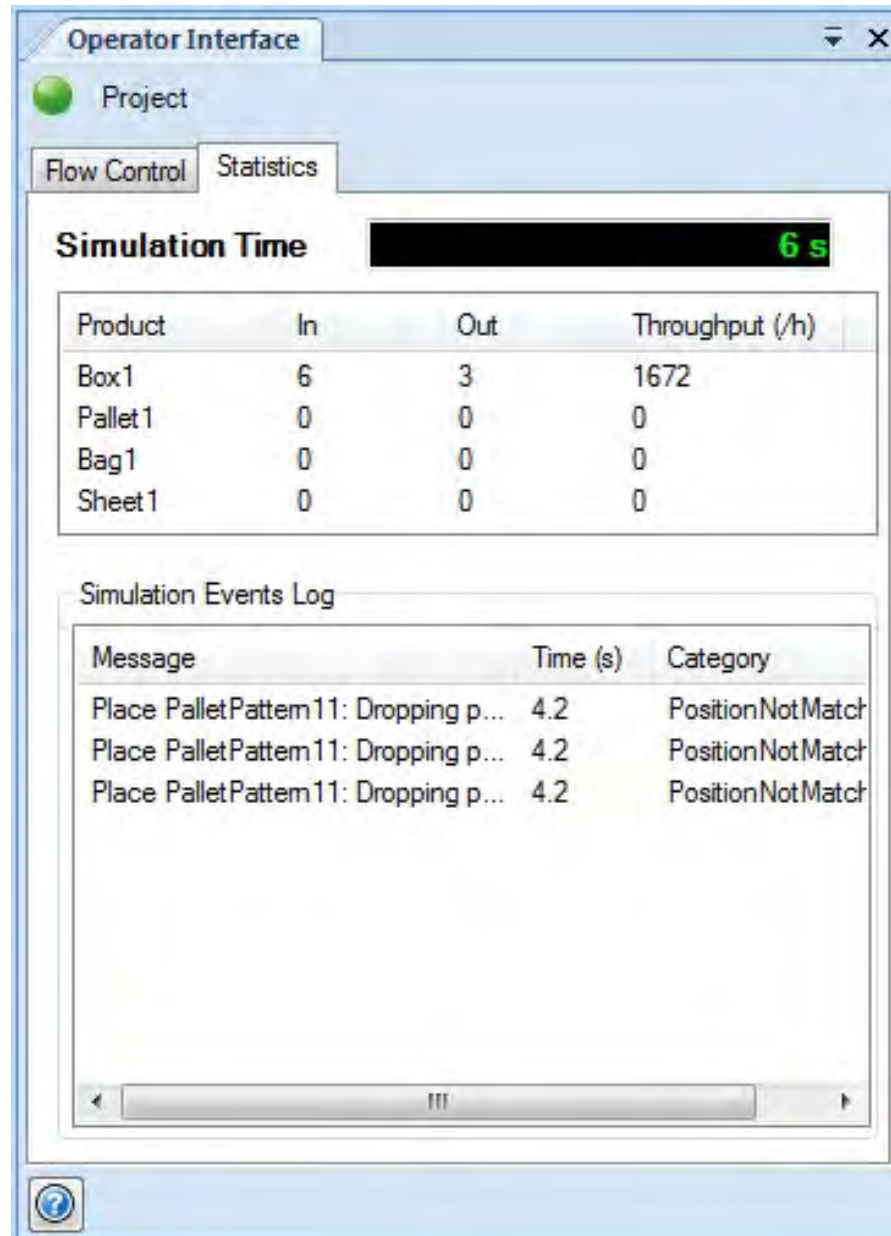 Operator Interface
Project
Flow Control Statistics
Simulation Time 6 s
Product In Out Throughput (/h)
Box1 6 3 1672
Pallet1 0 0 0
Bag1 0 0 0
Sheet1 0 0 0
Simulation Events Log
Message Time (s) Category
Place PalletPattern11: Dropping p... 4.2 PositionNotMatch
Place PalletPattern11: Dropping p... 4.2 PositionNotMatch
Place PalletPattern11: Dropping p... 4.2 PositionNotMatch